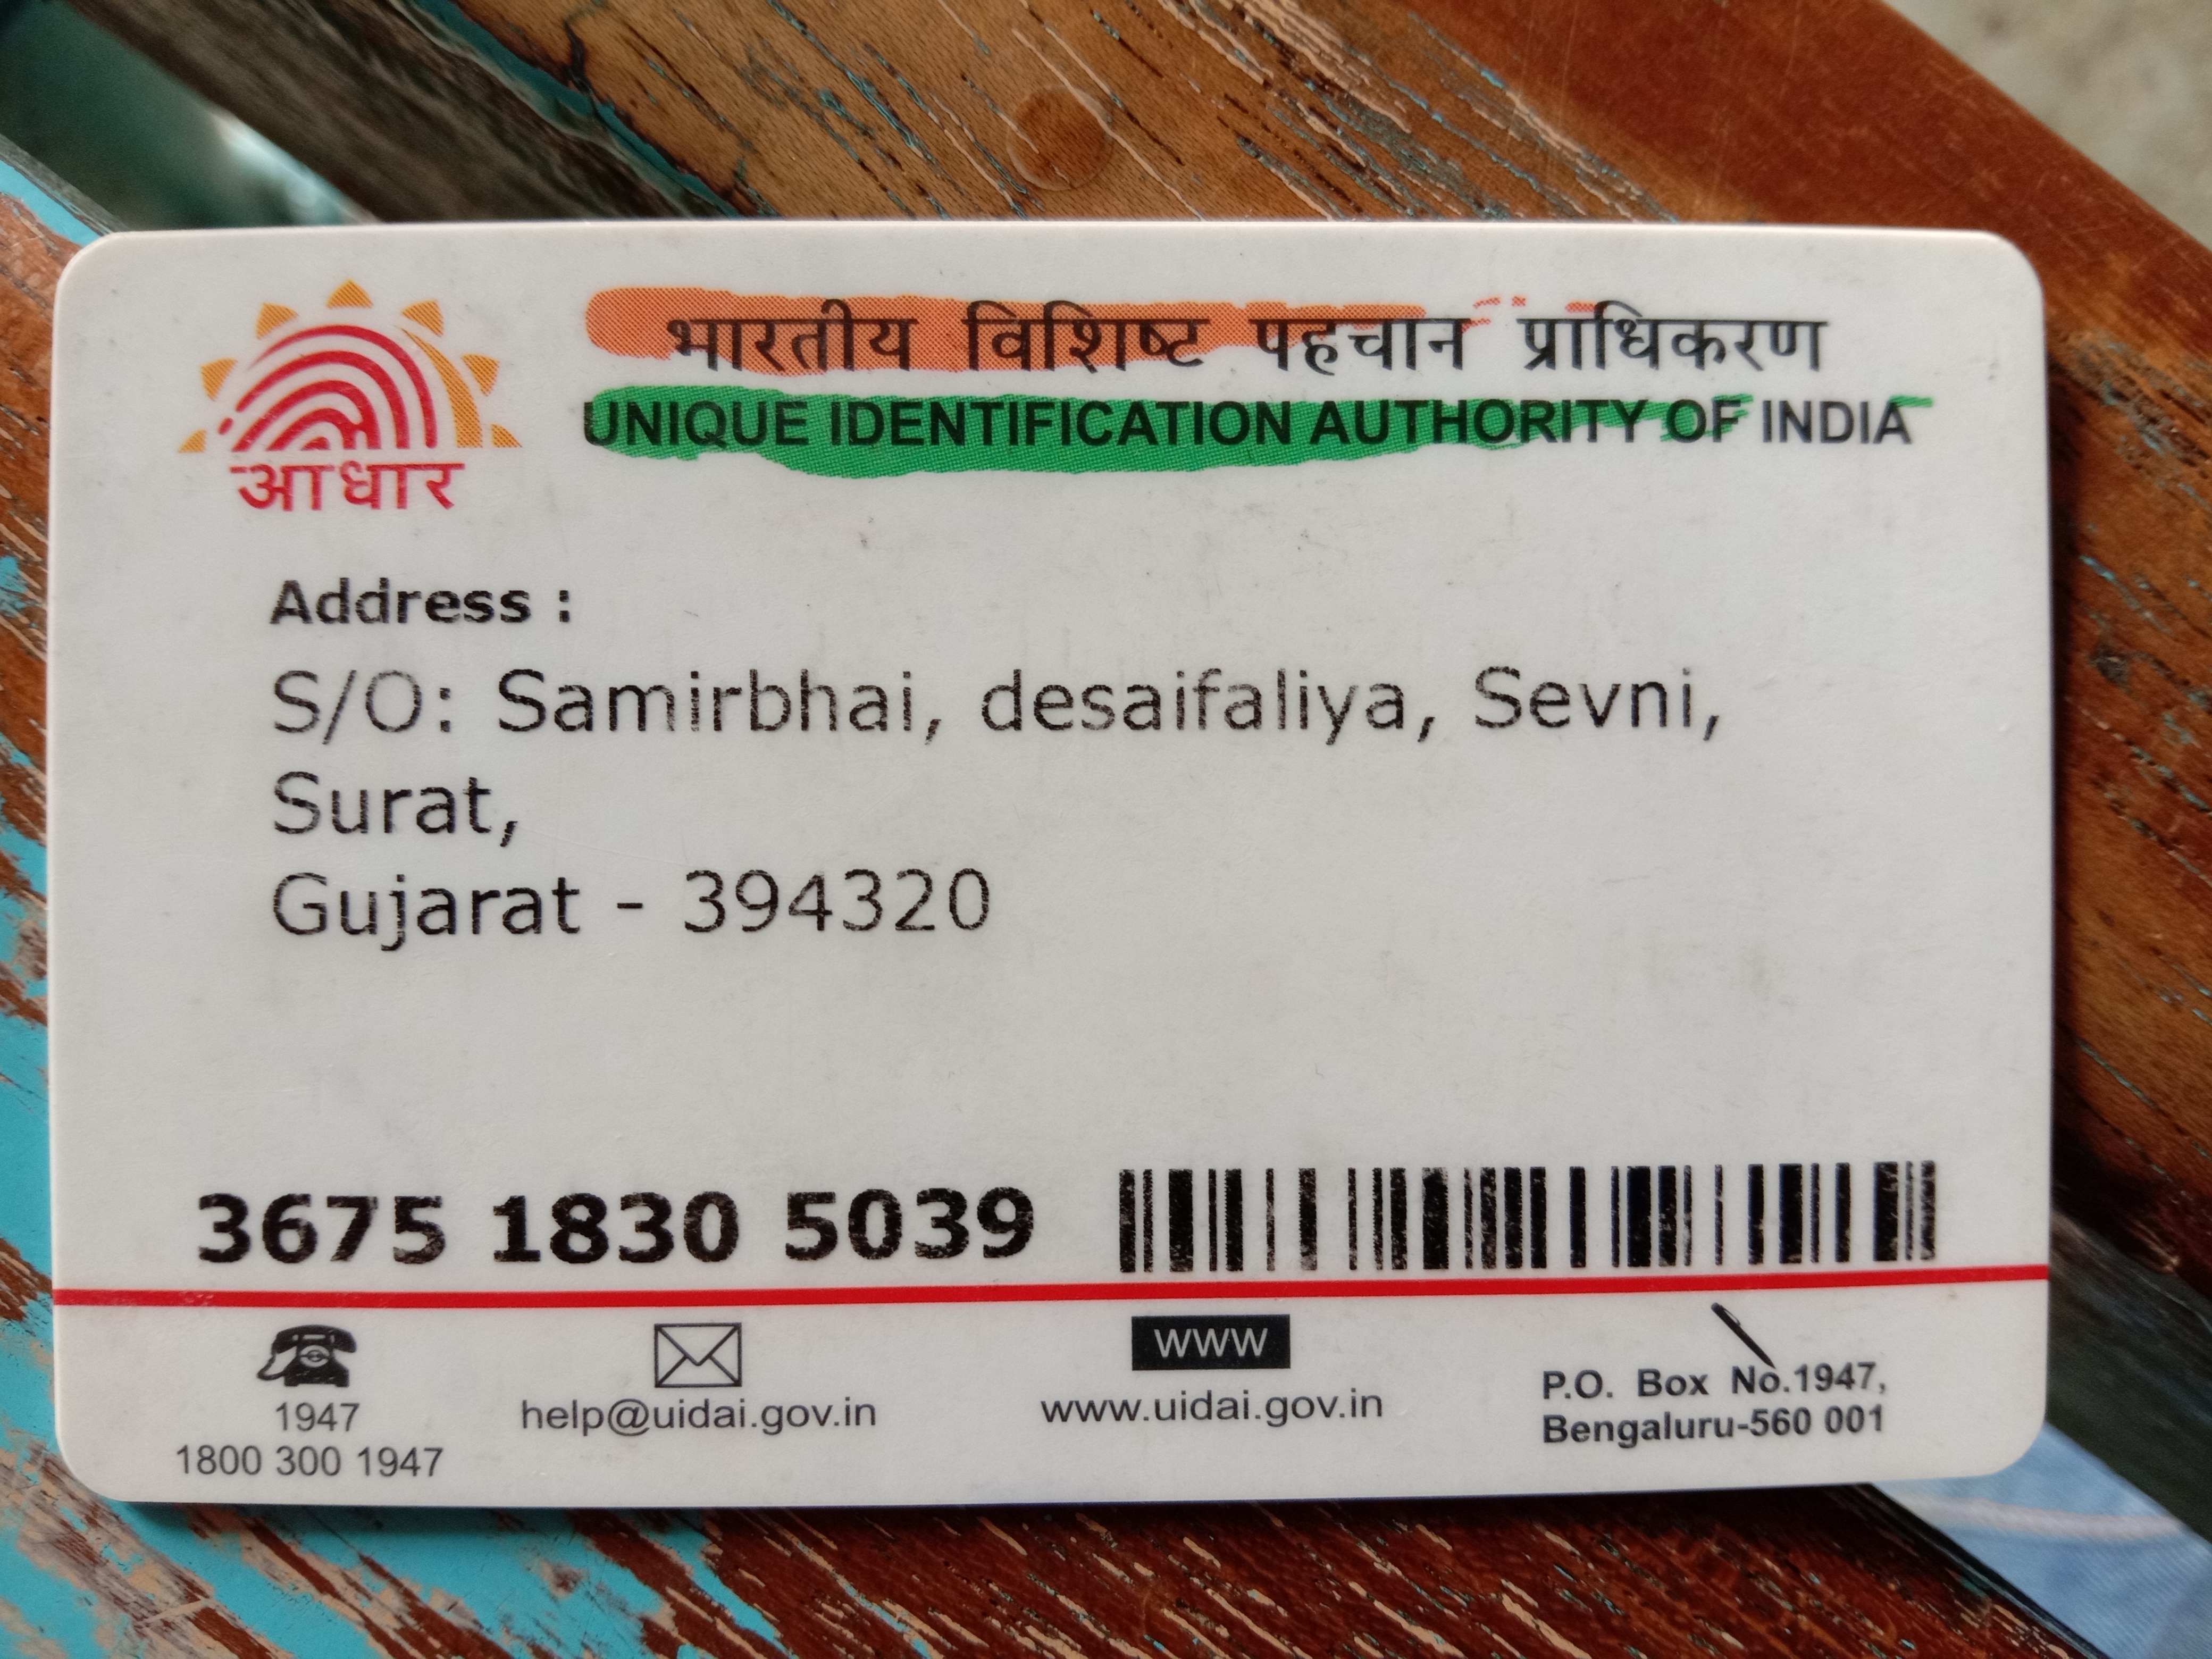 भारतीय विशिष्ट पहचान प्राधिकरण
UNIQUE IDENTIFICATION AUTHORITY OF INDIA
आधार
Address :
S/O: Samirbhai, desaifaliya, Sevni,
Surat,
Gujarat - 394320
3675 1830 5039
1947
1800 300 1947
help@uidai.gov.in
WWW
www.uidai.gov.in
P.O. Box No.1947,
Bengaluru-560 001